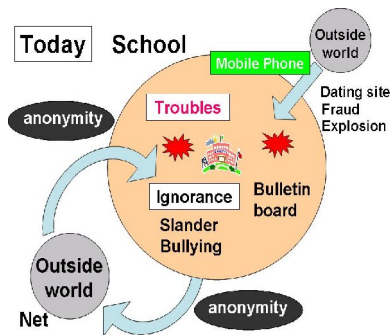 Today
School
Outside
world
Mobile Phone
Dating site
Fraud
Explosion
Troubles
anonymity
Ignorance
Slander
Bullying
Bulletin
board
Outside
world
Net
anonymity